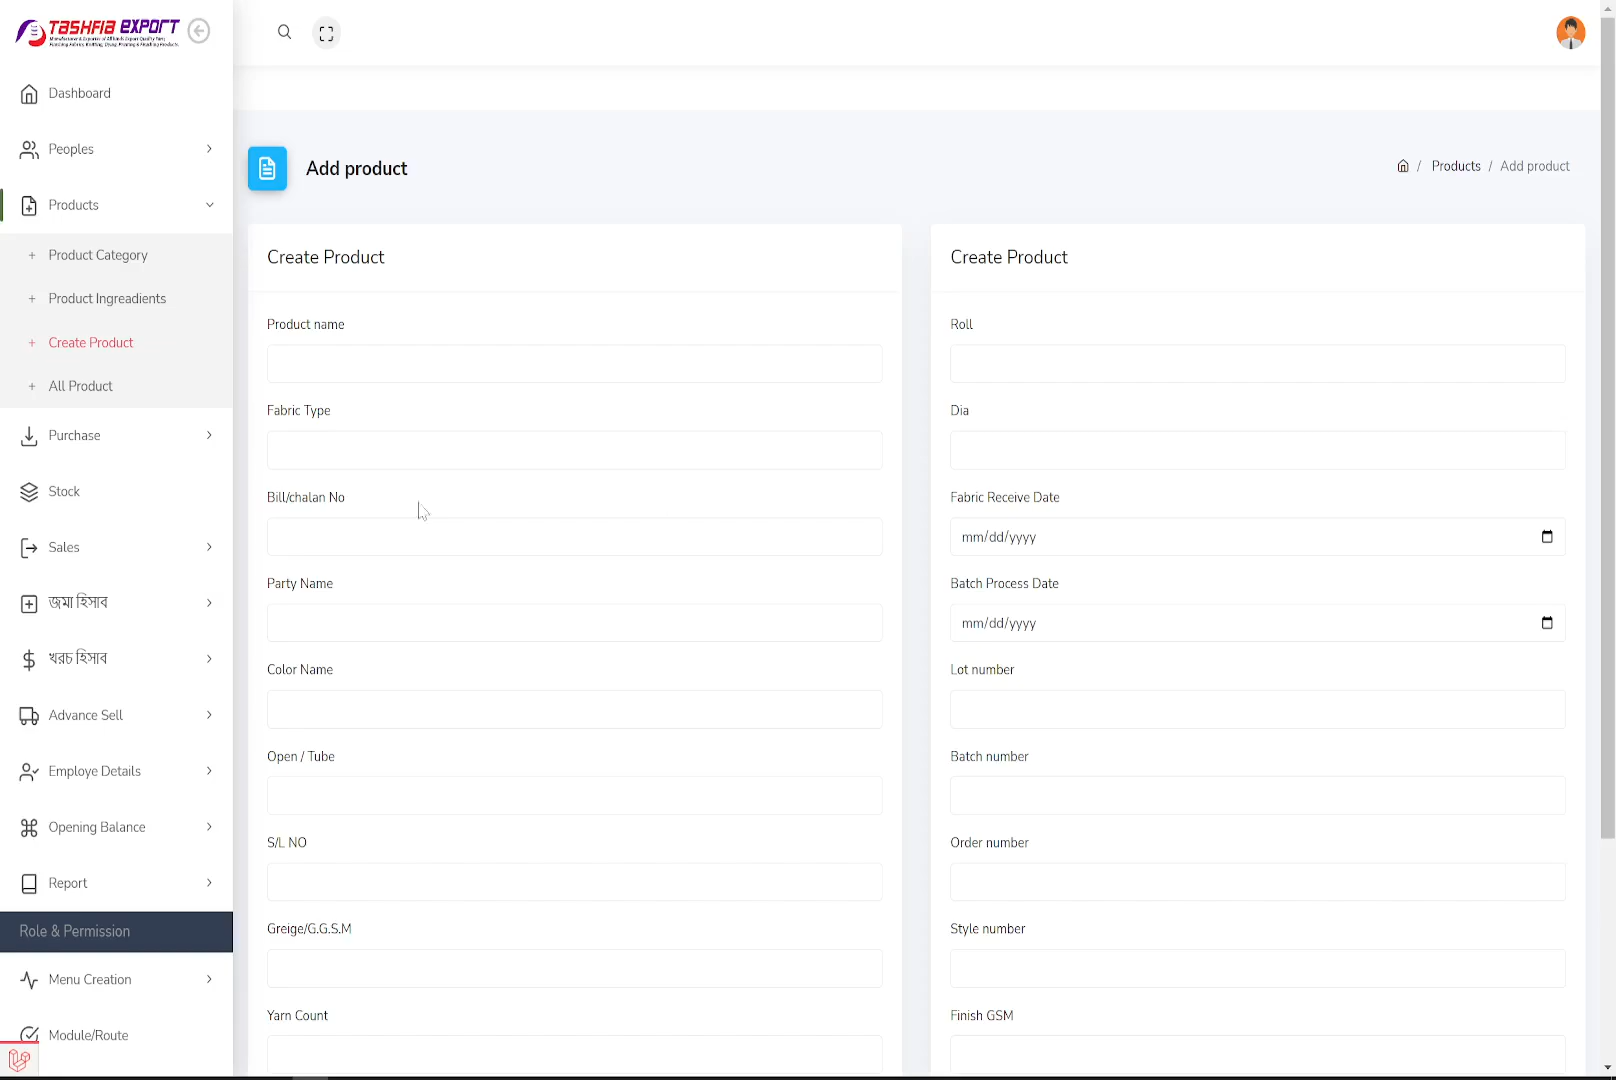 TASHFIA EXPORT
Dashboard
Peoples
Products
Product Category
Product Ingreadients
Create Product
All Product
Purchase
Stock
Sales
জমা হিসাব
খরচ হিসাব
Advance Sell
Employe Details
Opening Balance
Report
Role & Permission
Menu Creation
Module/Route
Add product
/ Products / Add product
Create Product
Product name
Fabric Type
Bill/chalan No
Party Name
Color Name
Open / Tube
S/L NO
Greige/G.G.S.M
Yarn Count
Create Product
Roll
Dia
Fabric Receive Date
mm/dd/yyyy
Batch Process Date
mm/dd/yyyy
Lot number
Batch number
Order number
Style number
Finish GSM